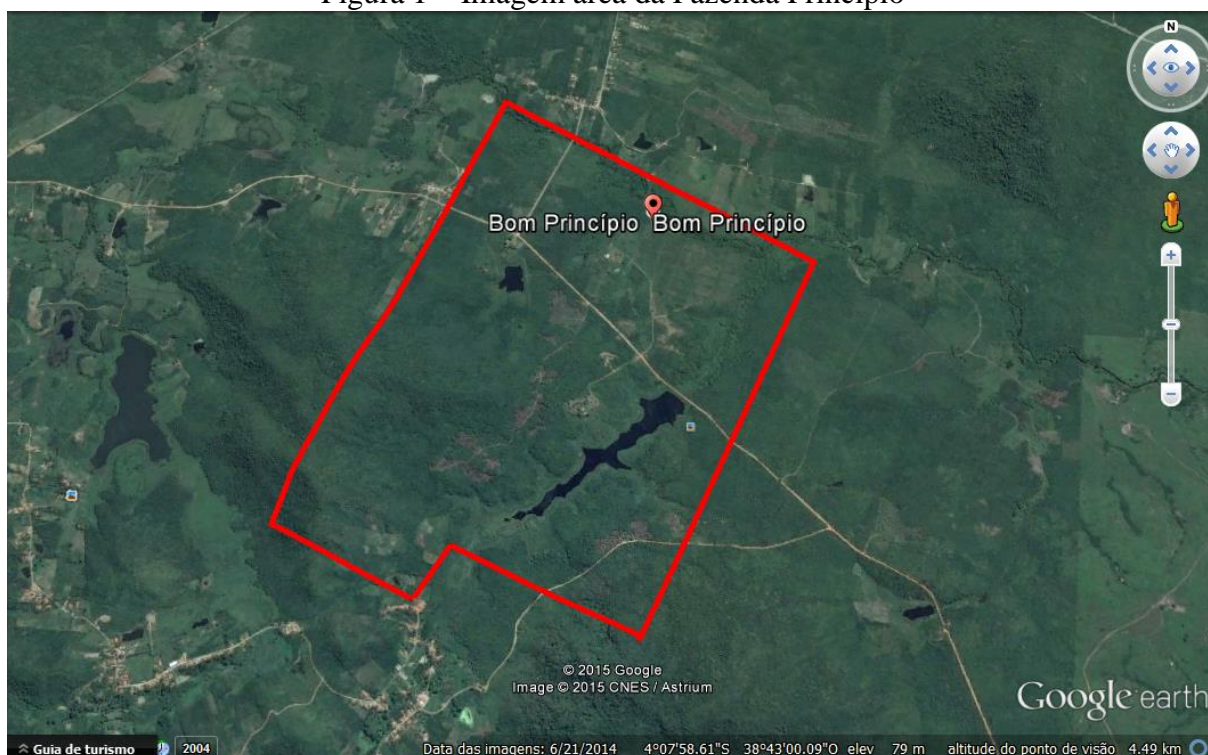 Figura 1 – Imagem área da Fazenda Princípio
N
Bom Princípio Bom Princípio
© 2015 Google
Image © 2015 CNES / Astrium
Google earth
Guia de turismo 2004 Data das imagens: 6/21/2014 4°07'58.61"S 38°43'00.09"O elev 79 m altitude do ponto de visão 4.49 km